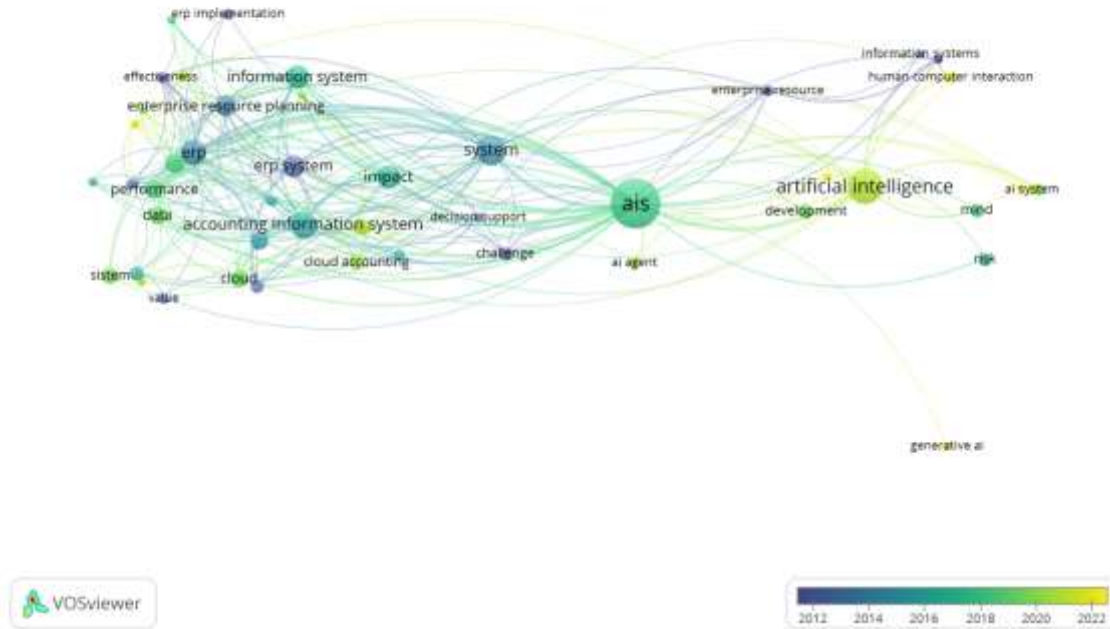 erp implementation
information systems
effectiveness
information system
human computer interaction
enterprise resource
enterprise resource planning
erp
erp system
system
impact
artificial intelligence
ai system
performance
ais
data
decision support
development
mind
accounting information system
challenge
cloud accounting
ai agent
risk
sistem
cloud
value
generative ai
VOSviewer
2012 2014 2016 2018 2020 2022